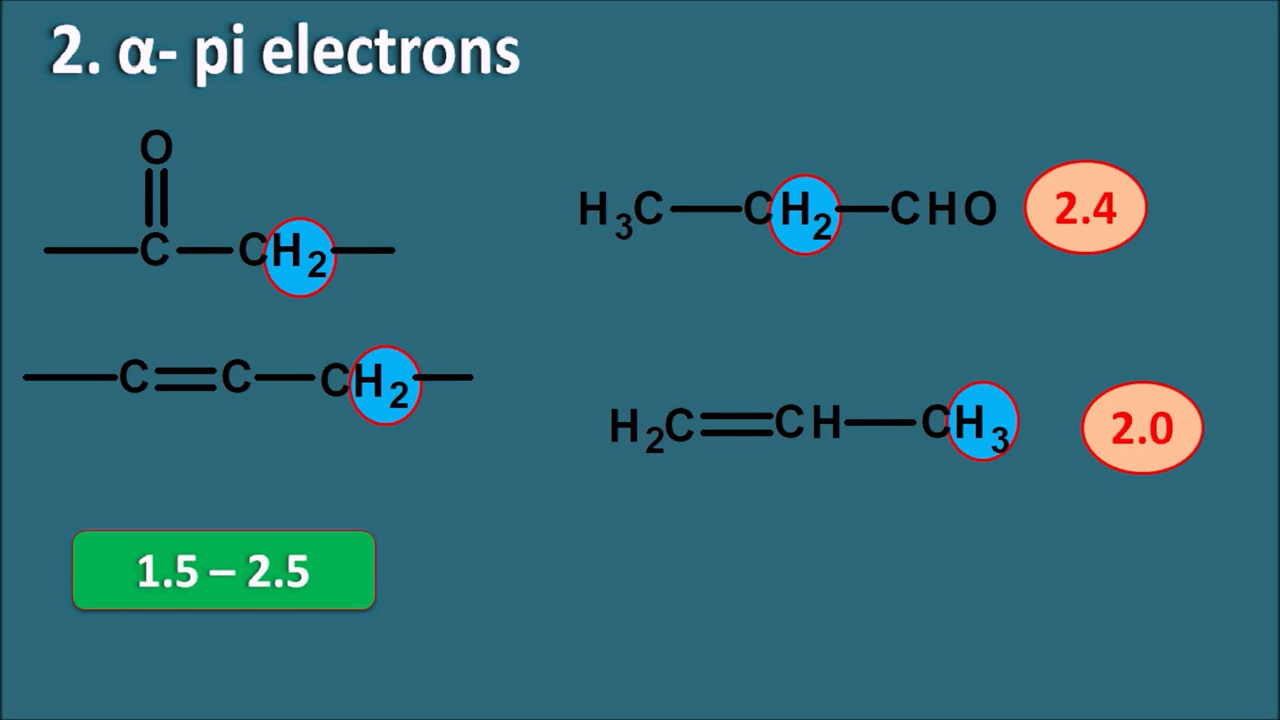 2. α- pi electrons
O
C CH2
H3C CH2 CHO 2.4
C C CH2
H2C CH CH3 2.0
1.5 – 2.5